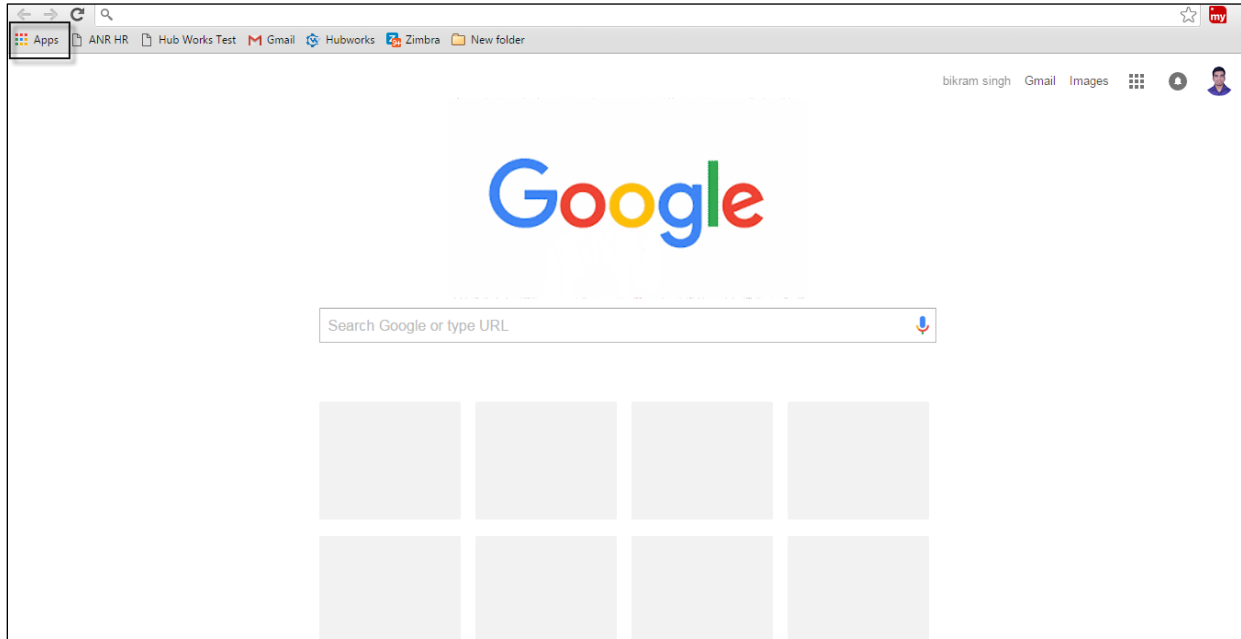 my
Apps ANR HR Hub Works Test Gmail Hubworks Zimbra New folder
bikram singh Gmail Images
Google
Search Google or type URL